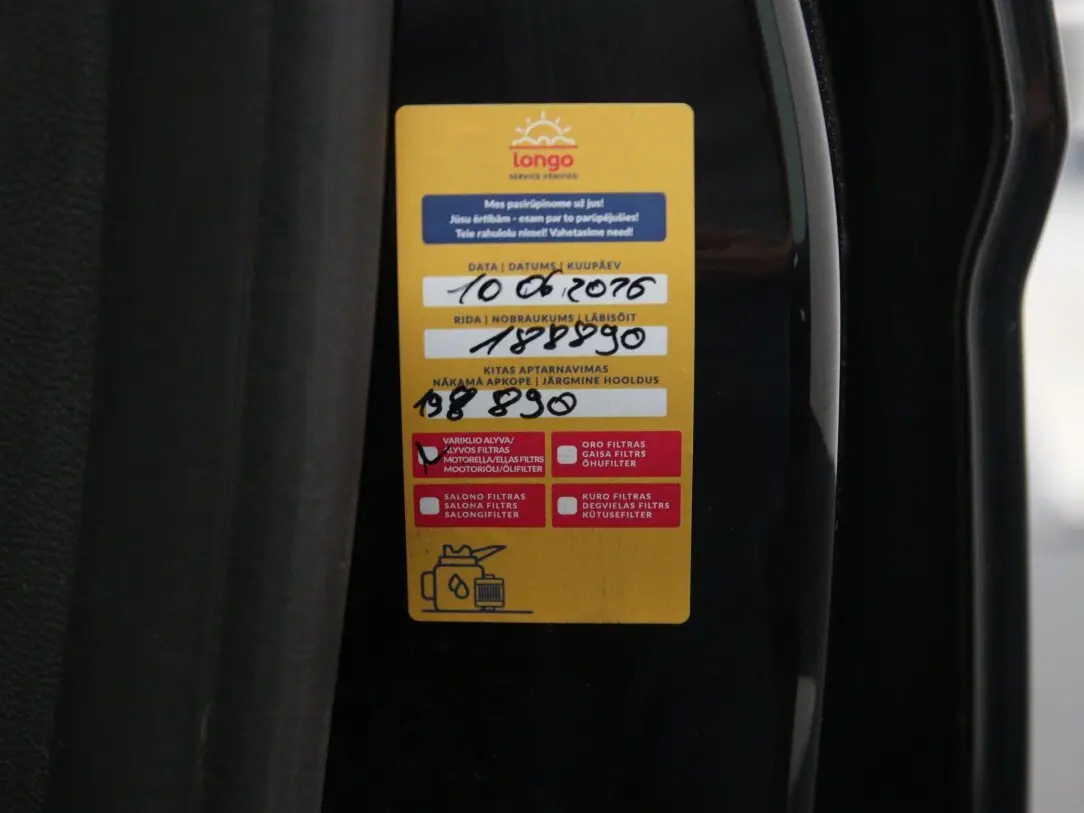 longo
SERVICE VERIFIED
Mes pasirūpinome už jus!
Jūsu ērtībām - esam par to parūpējušies!
Teie rahulolu nimel! Vahetasime need!
DATA | DATUMS | KUUPÄEV
10 06.2026
RIDA | NOBRAUKUMS | LÄBISÕIT
188890
KITAS APTARNAVIMAS
NĀKAMĀ APKOPE | JÄRGMINE HOOLDUS
198 890
VARIKLIO ALYVA/
ALYVOS FILTRAS
MOTOREĻĻA/EĻĻAS FILTRS
MOOTORIÕLI/ÕLIFILTER
ORO FILTRAS
GAISA FILTRS
ÕHUFILTER
SALONO FILTRAS
SALONA FILTRS
SALONGIFILTER
KURO FILTRAS
DEGVIELAS FILTRS
KÜTUSEFILTER